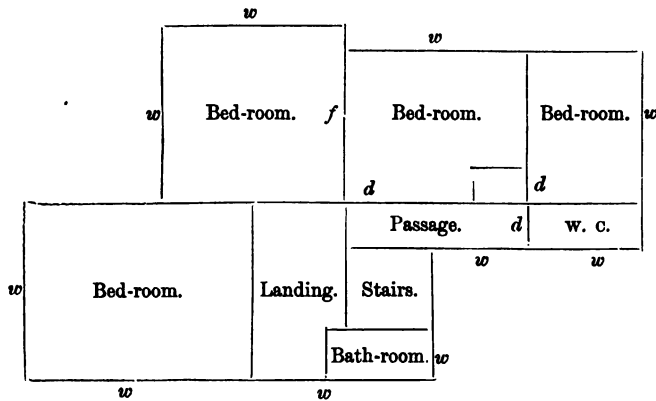 w
w
w Bed-room. f Bed-room. Bed-room. w
d d
Passage. d w. c.
w w
w Bed-room. Landing. Stairs.
Bath-room. w
w w